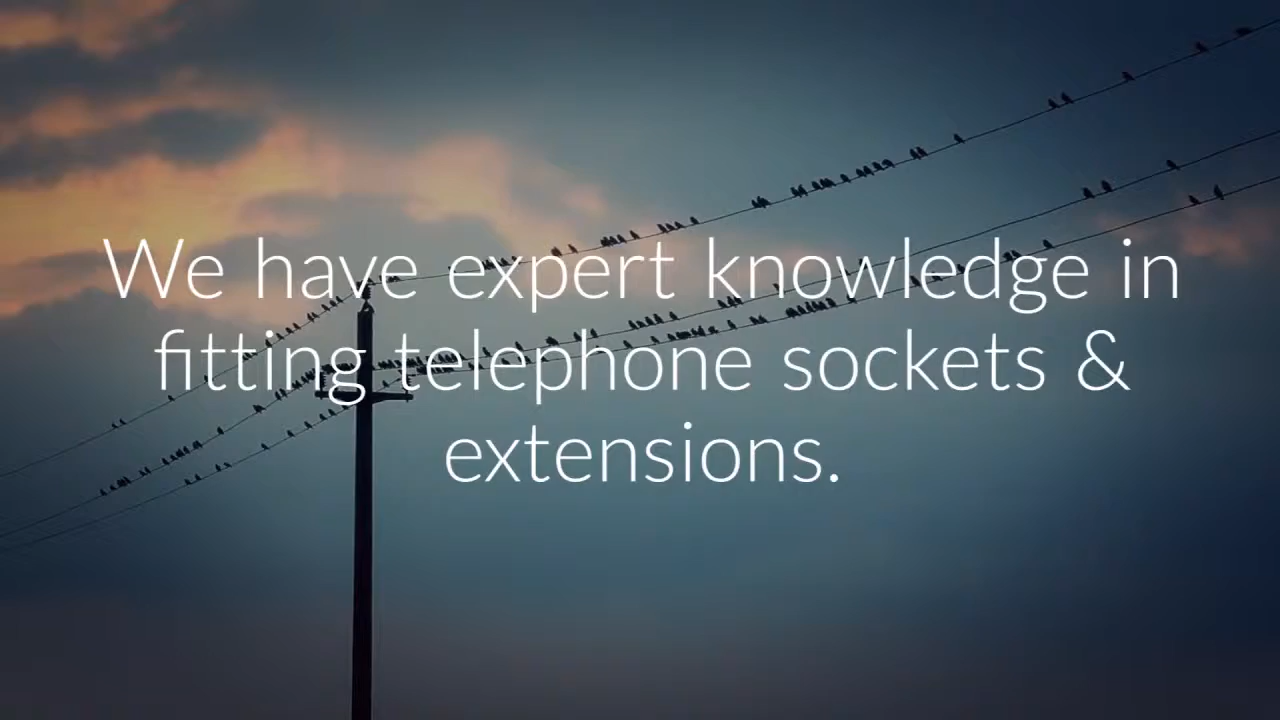 We have expert knowledge in
fitting telephone sockets &
extensions.